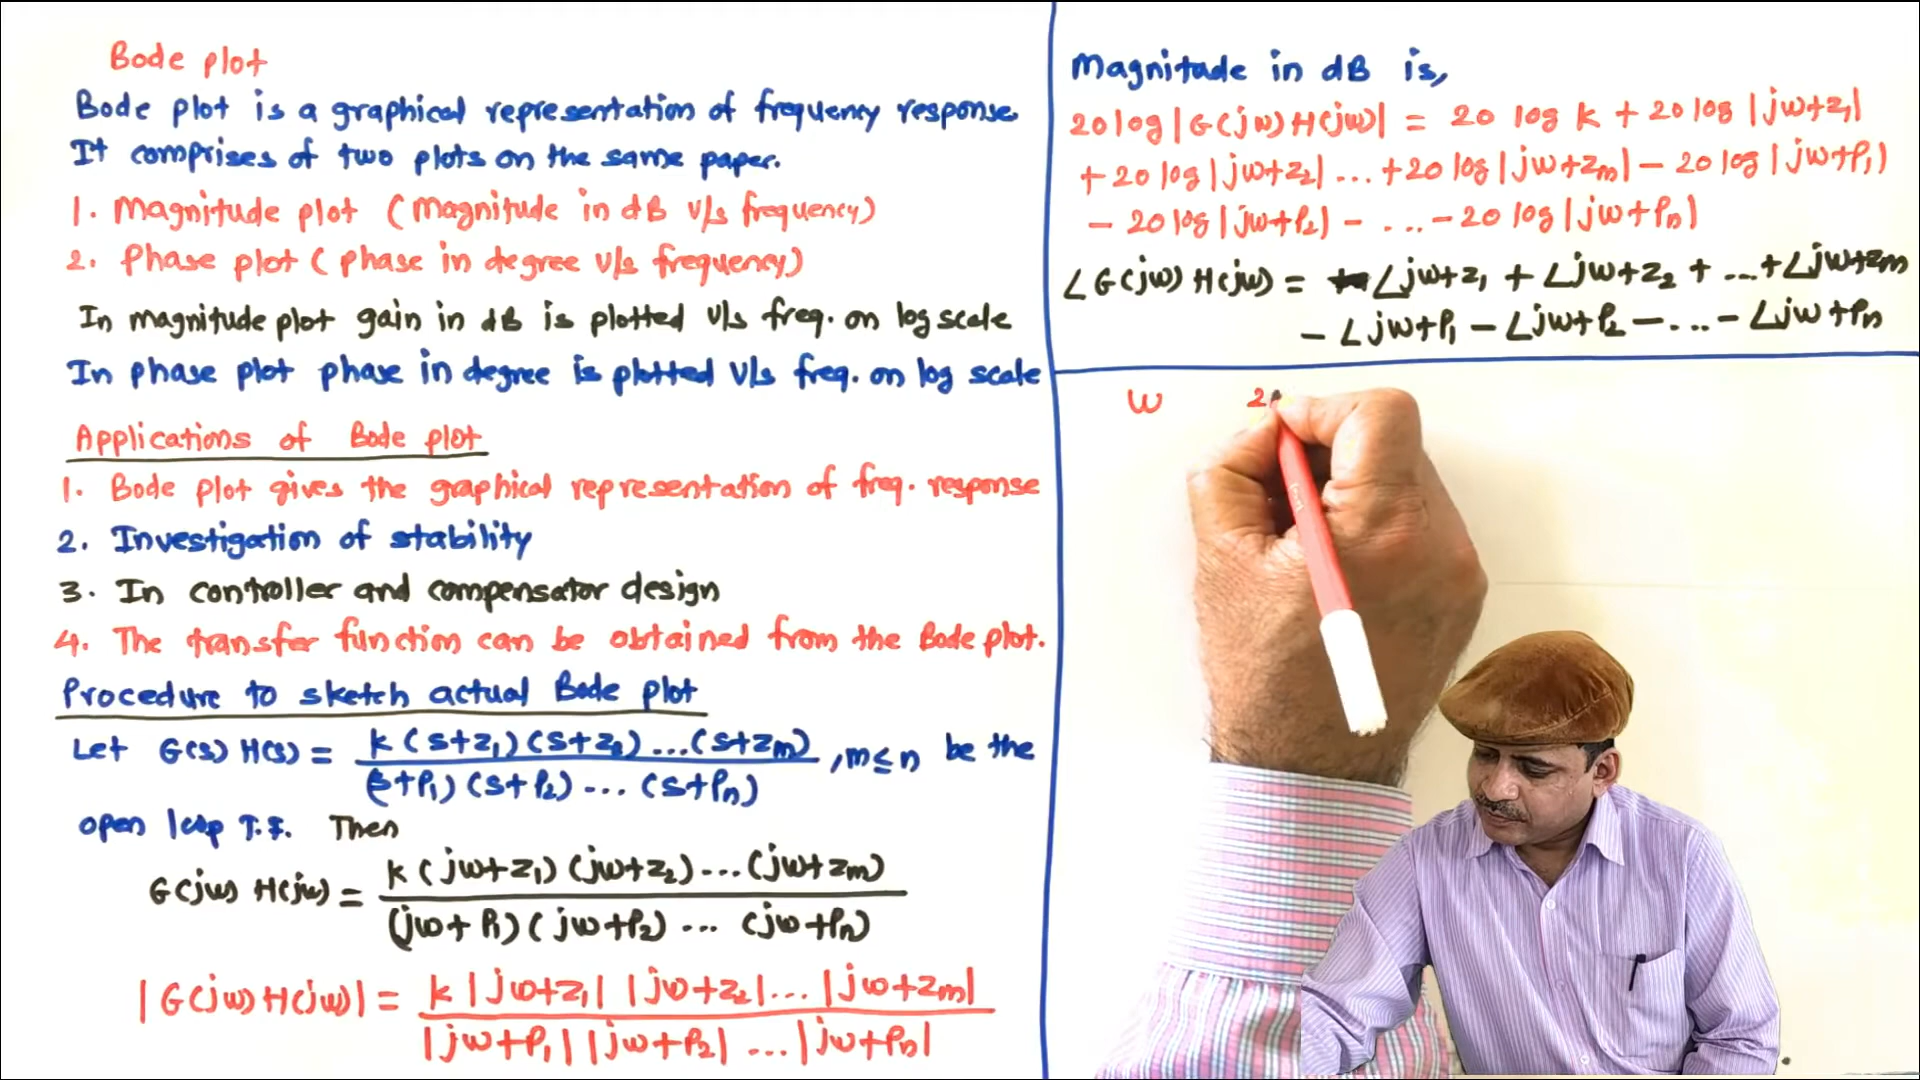 Bode plot
Bode plot is a graphical representation of frequency response.
It comprises of two plots on the same paper.
1. Magnitude plot (Magnitude in dB v/s frequency)
2. Phase plot (phase in degree v/s frequency)
In magnitude plot gain in dB is plotted v/s freq. on log scale
In phase plot phase in degree is plotted v/s freq. on log scale
Applications of Bode plot
1. Bode plot gives the graphical representation of freq. response
2. Investigation of stability
3. In controller and compensator design
4. The transfer function can be obtained from the Bode plot.
Procedure to sketch actual Bode plot
Let G(s) H(s) = K(s+z₁)(s+z₂)...(s+zm) / (s+P₁)(s+P₂)...(s+Pn) , m≤n be the
open loop T.F. Then
G(jω) H(jω) = K(jω+z₁)(jω+z₂)...(jω+zm) / (jω+P₁)(jω+P₂)...(jω+Pn)
|G(jω) H(jω)| = K|jω+z₁| |jω+z₂|...|jω+zm| / |jω+P₁| |jω+P₂| ...|jω+Pn|
Magnitude in dB is,
20 log|G(jω) H(jω)| = 20 log K + 20 log |jω+z₁|
+ 20 log|jω+z₂| ... + 20 log|jω+zm| − 20 log|jω+P₁|
− 20 log|jω+P₂| − ... − 20 log|jω+Pn|
∠G(jω) H(jω) = ∠jω+z₁ + ∠jω+z₂ + ...+∠jω+zm
− ∠jω+P₁ − ∠jω+P₂ − ... − ∠jω+Pn
ω 2